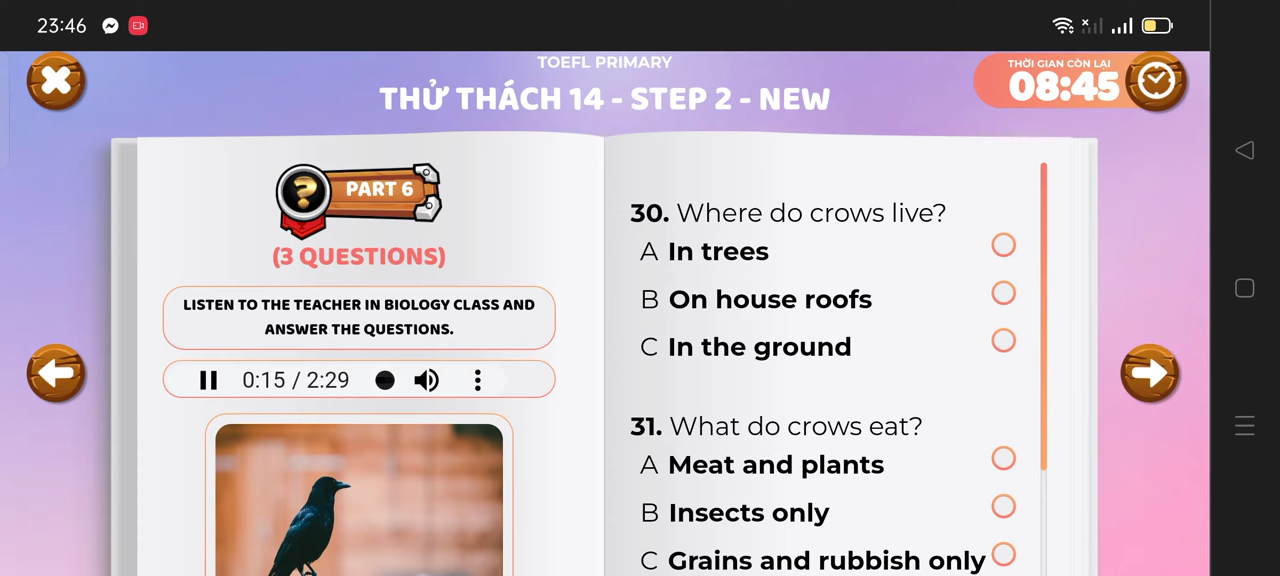 23:46
TOEFL PRIMARY
THỬ THÁCH 14 - STEP 2 - NEW
THỜI GIAN CÒN LẠI
08:45
PART 6
(3 QUESTIONS)
LISTEN TO THE TEACHER IN BIOLOGY CLASS AND
ANSWER THE QUESTIONS.
0:15 / 2:29
30. Where do crows live?
A In trees
B On house roofs
C In the ground
31. What do crows eat?
A Meat and plants
B Insects only
C Grains and rubbish only